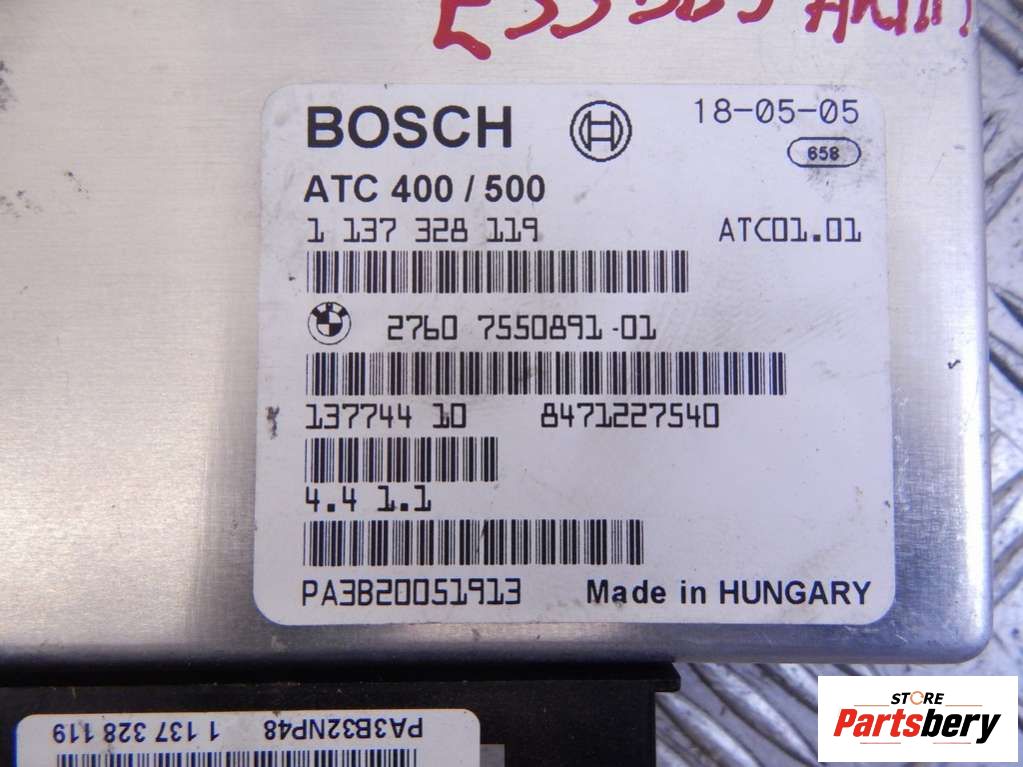 BOSCH 18-05-05
658
ATC 400 / 500
1 137 328 119 ATC01.01
2760 7550891-01
137744 10 8471227540
4.4 1.1
PA3B20051913 Made in HUNGARY
1 137 328 119 PA3B32NP48
STORE
Partsbery